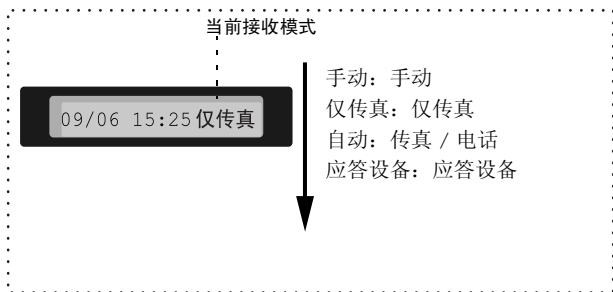 当前接收模式
09/06 15:25 仅传真
手动：手动
仅传真：仅传真
自动：传真 / 电话
应答设备：应答设备